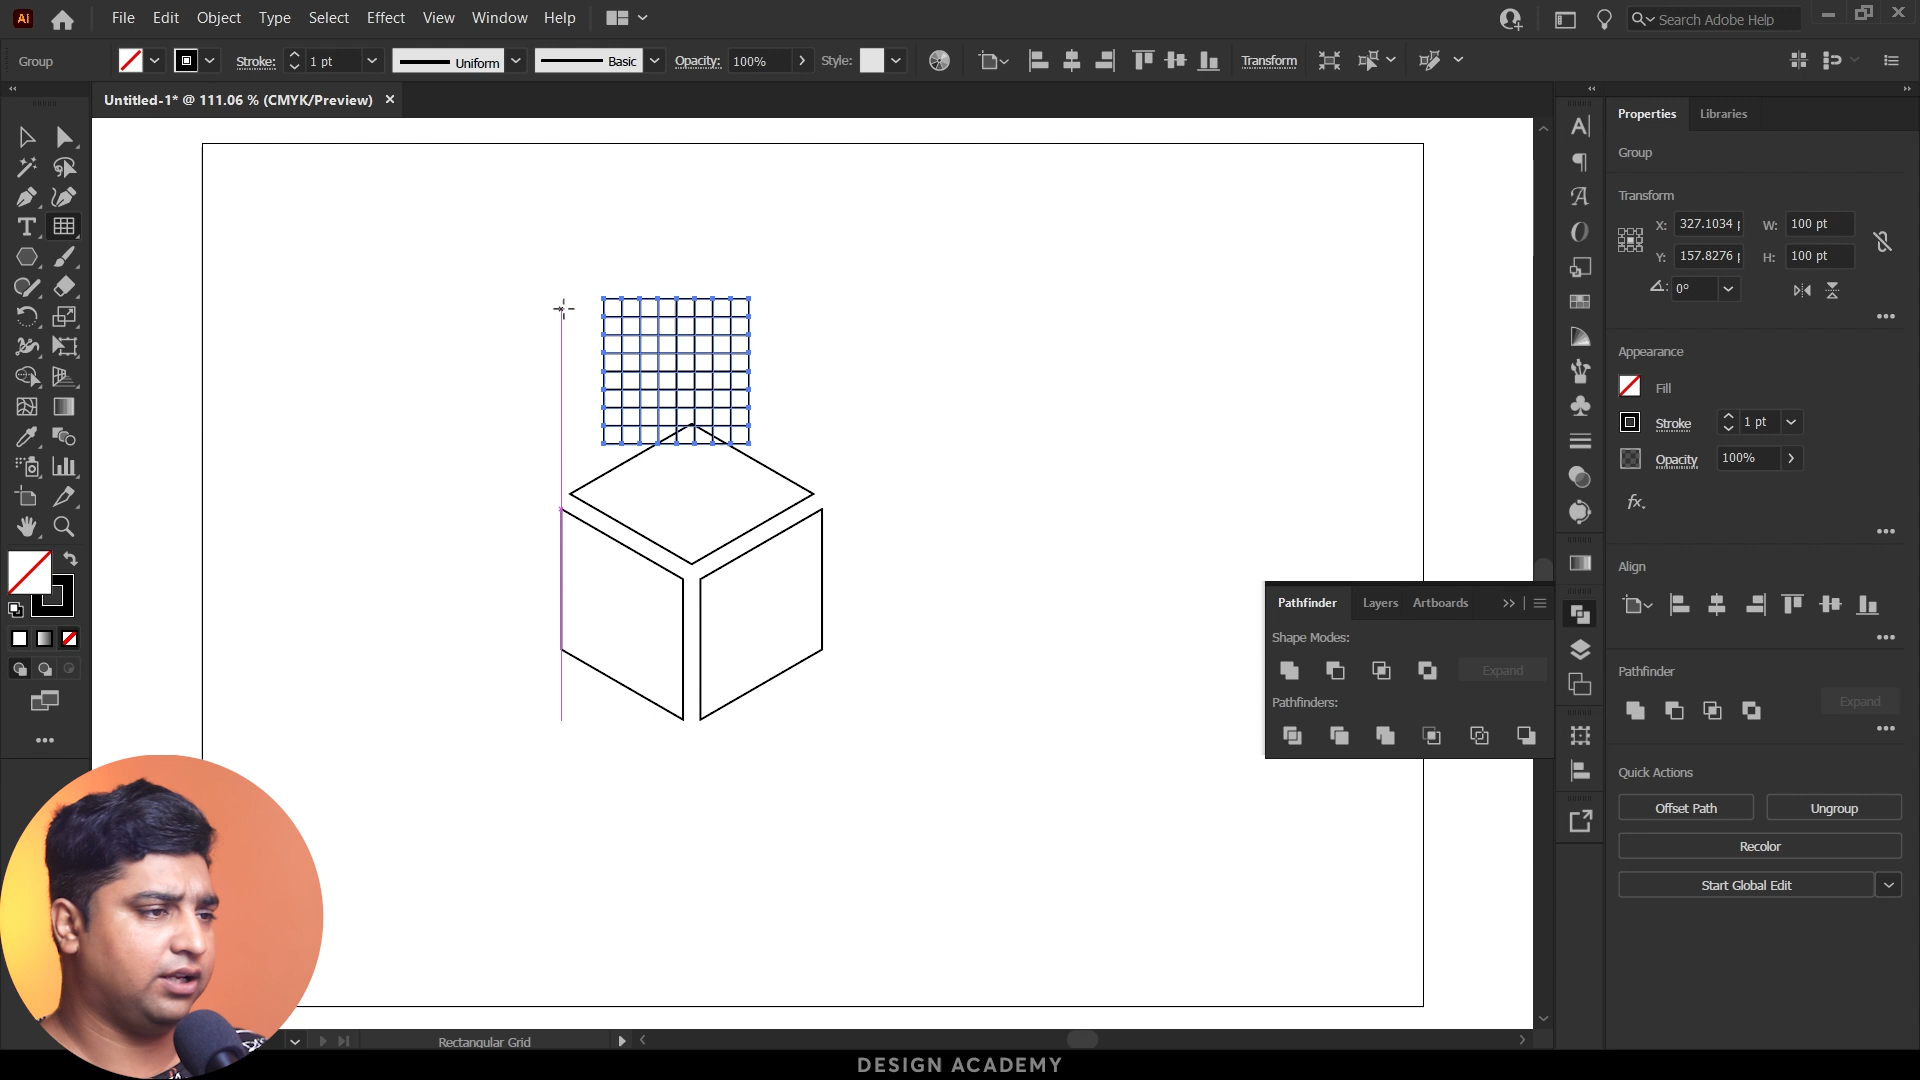 Ai File Edit Object Type Select Effect View Window Help Search Adobe Help
Group Stroke: 1 pt Uniform Basic Opacity: 100% Style: Transform
Untitled-1* @ 111.06 % (CMYK/Preview) ×
Properties Libraries
Group
Transform
X: 327.1034 W: 100 pt
Y: 157.8276 H: 100 pt
0°
Appearance
Fill
Stroke 1 pt
Opacity 100%
fx.
Align
Pathfinder
Expand
Quick Actions
Offset Path Ungroup
Recolor
Start Global Edit
Pathfinder Layers Artboards
Shape Modes:
Expand
Pathfinders:
Rectangular Grid
DESIGN ACADEMY